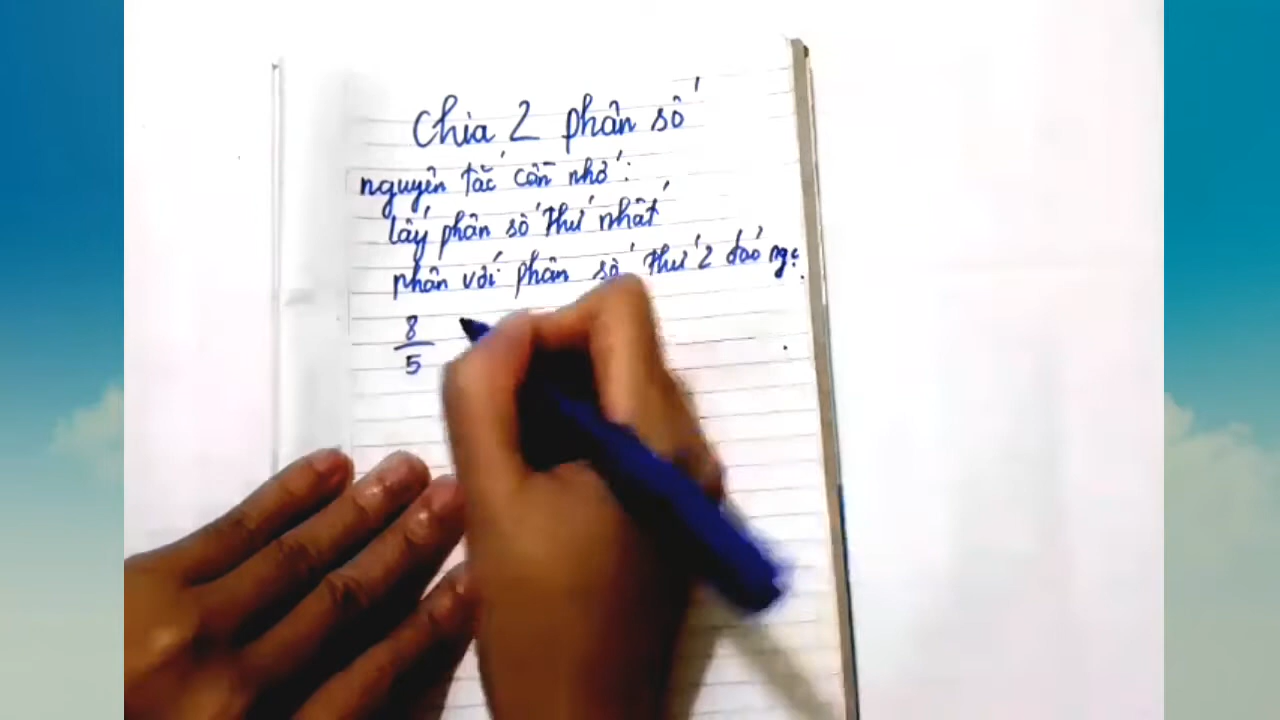 Chia 2 phân số
nguyên tắc cần nhớ:
lấy phân số thứ nhất
nhân với phân số thứ 2 đảo
8
5